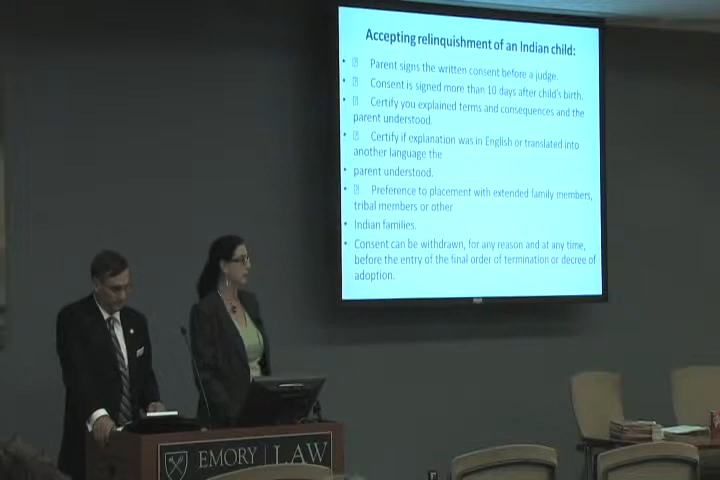 Accepting relinquishment of an Indian child:
• Parent signs the written consent before a judge.
• Consent is signed more than 10 days after child's birth.
• Certify you explained terms and consequences and the
parent understood.
• Certify if explanation was in English or translated into
another language the
• parent understood.
• Preference to placement with extended family members,
tribal members or other
• Indian families.
• Consent can be withdrawn, for any reason and at any time,
before the entry of the final order of termination or decree of
adoption.
EMORY | LAW